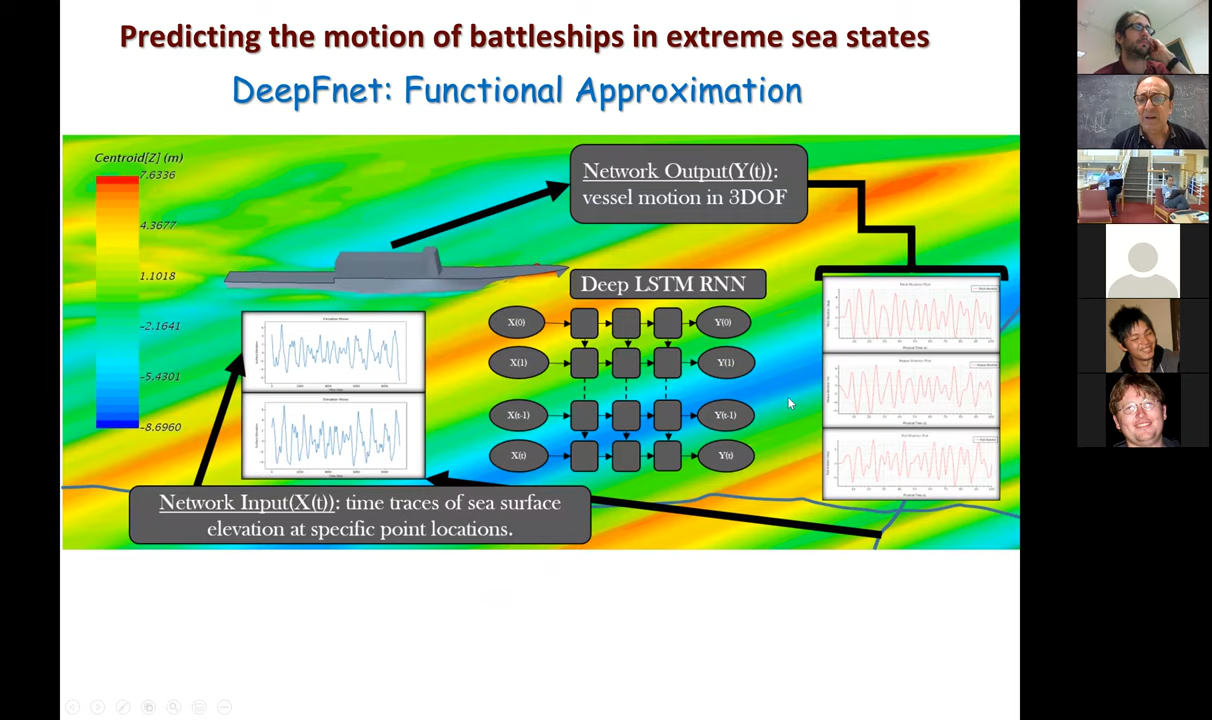 Predicting the motion of battleships in extreme sea states
DeepFnet: Functional Approximation
Centroid[Z] (m)
7.6336
4.3677
1.1018
-2.1641
-5.4301
-8.6960
Network Output(Y(t)):
vessel motion in 3DOF
Deep LSTM RNN
X(0)
Y(0)
X(1)
Y(1)
X(t-1)
Y(t-1)
X(t)
Y(t)
Network Input(X(t)): time traces of sea surface
elevation at specific point locations.